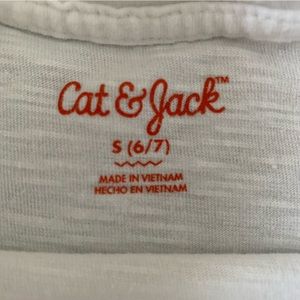 Cat & Jack™
S (6/7)
MADE IN VIETNAM
HECHO EN VIETNAM